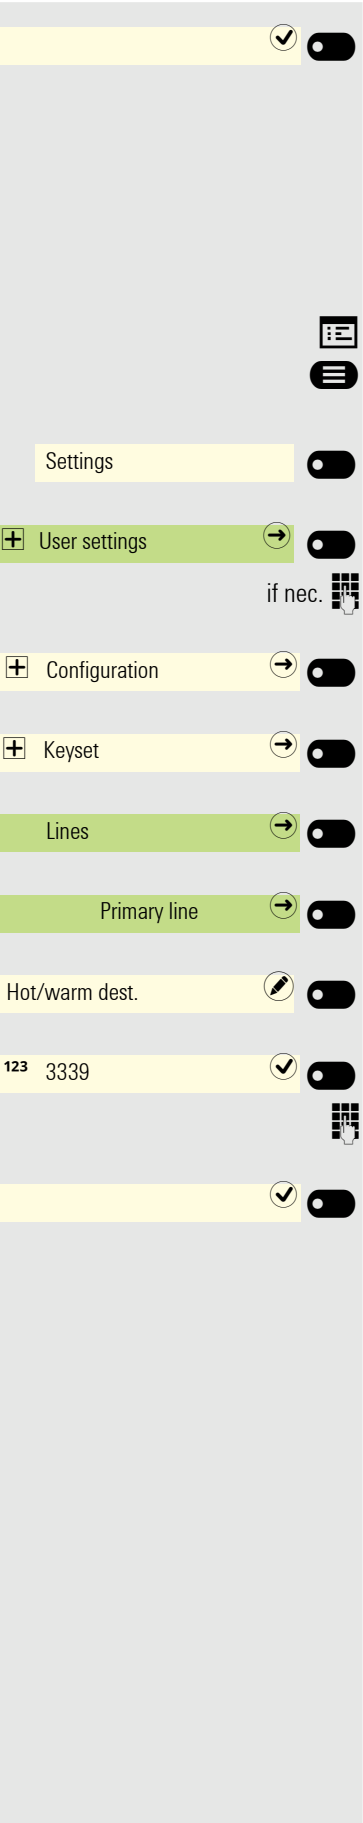 Settings
User settings
if nec.
Configuration
Keyset
Lines
Primary line
Hot/warm dest.
123 3339